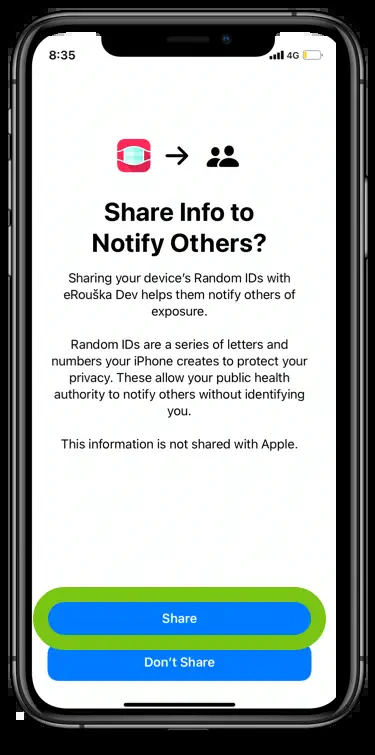 8:35
4G
Share Info to
Notify Others?
Sharing your device's Random IDs with
eRouška Dev helps them notify others of
exposure.
Random IDs are a series of letters and
numbers your iPhone creates to protect your
privacy. These allow your public health
authority to notify others without identifying
you.
This information is not shared with Apple.
Share
Don't Share